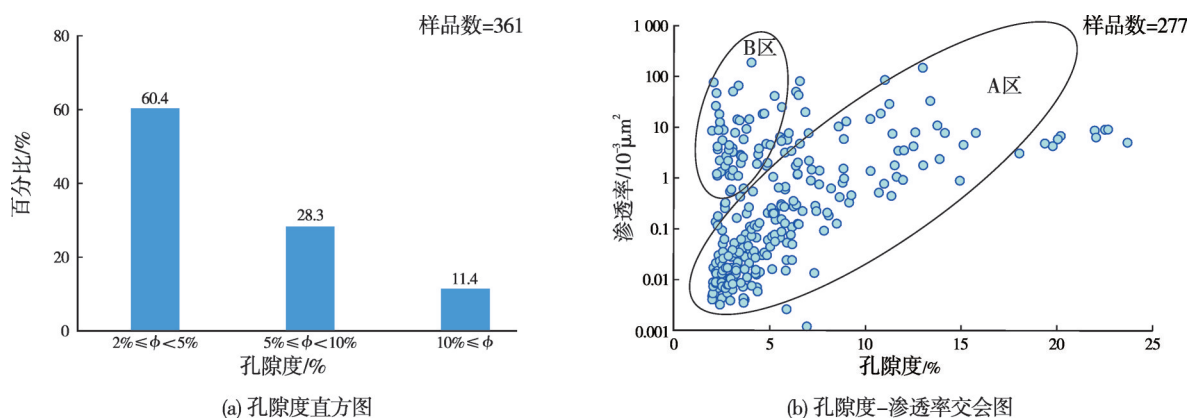 样品数=361
80
60
40
20
0
百分比/%
60.4
28.3
11.4
2%≤ϕ<5%
5%≤ϕ<10%
10%≤ϕ
孔隙度/%
(a) 孔隙度直方图
样品数=277
1 000
100
10
1
0.1
0.01
0.001
渗透率/10⁻³μm²
B区
A区
0
5
10
15
20
25
孔隙度/%
(b) 孔隙度-渗透率交会图